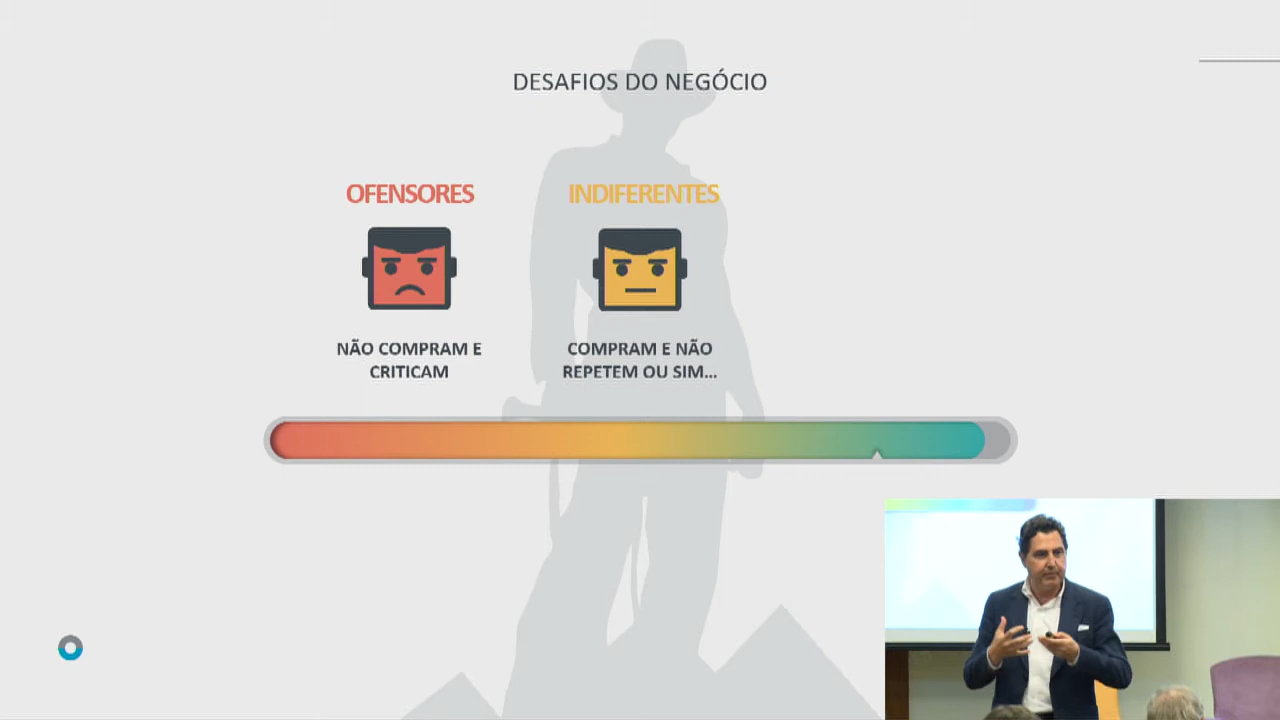 DESAFIOS DO NEGÓCIO
OFENSORES
INDIFERENTES
NÃO COMPRAM E
CRITICAM
COMPRAM E NÃO
REPETEM OU SIM...